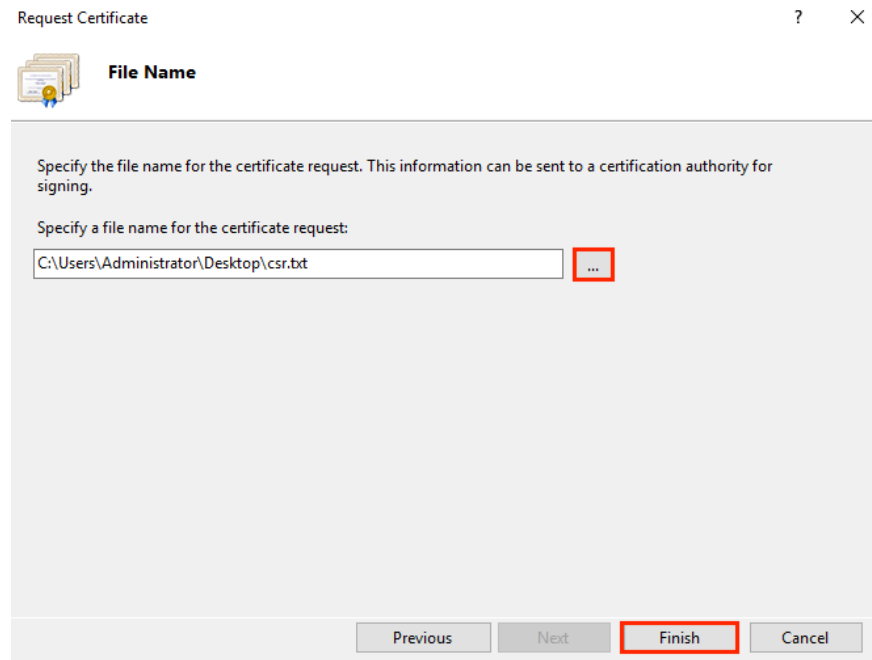 Request Certificate
?
File Name
Specify the file name for the certificate request. This information can be sent to a certification authority for
signing.
Specify a file name for the certificate request:
C:\Users\Administrator\Desktop\csr.txt
...
Previous
Next
Finish
Cancel